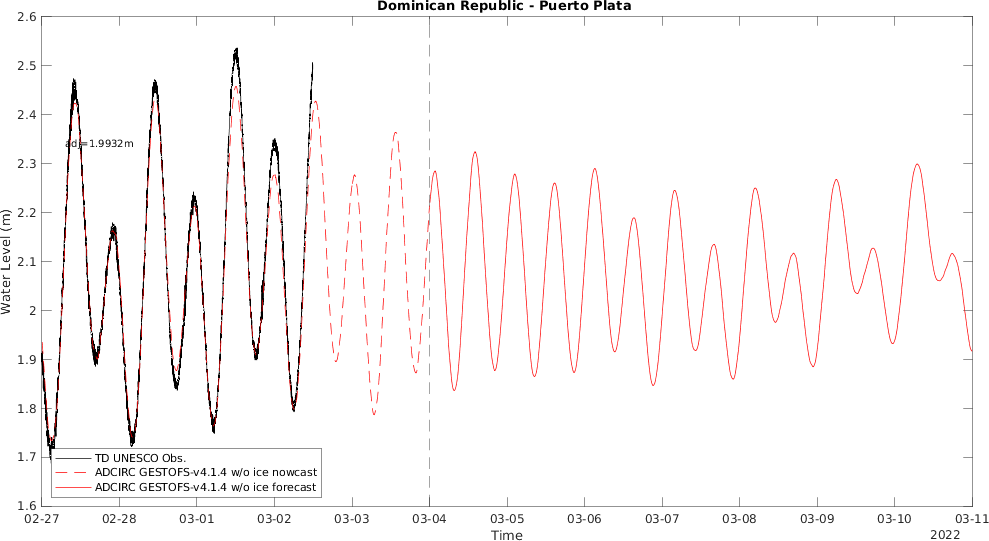 Dominican Republic - Puerto Plata
2.6
2.5
2.4
2.3
2.2
2.1
2
1.9
1.8
1.7
1.6
Water Level (m)
adj=1.9932m
TD UNESCO Obs.
ADCIRC GESTOFS-v4.1.4 w/o ice nowcast
ADCIRC GESTOFS-v4.1.4 w/o ice forecast
02-27 02-28 03-01 03-02 03-03 03-04 03-05 03-06 03-07 03-08 03-09 03-10 03-11
Time
2022